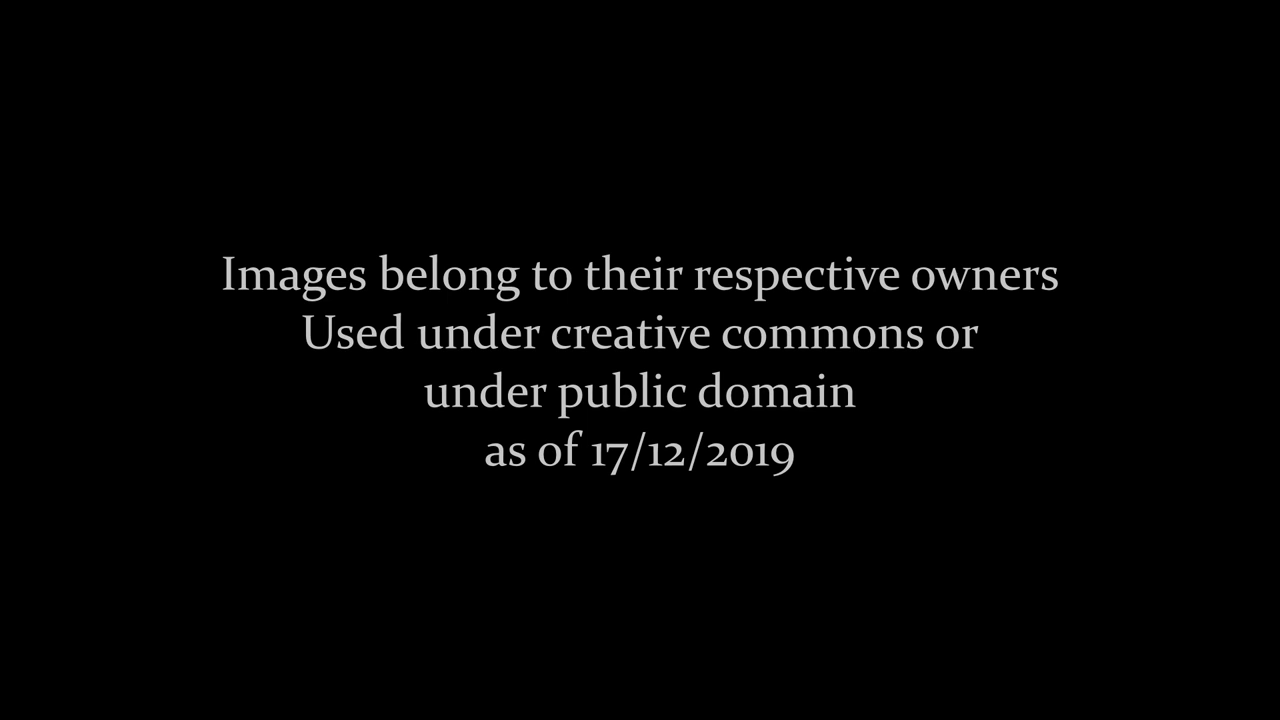 Images belong to their respective owners
Used under creative commons or
under public domain
as of 17/12/2019